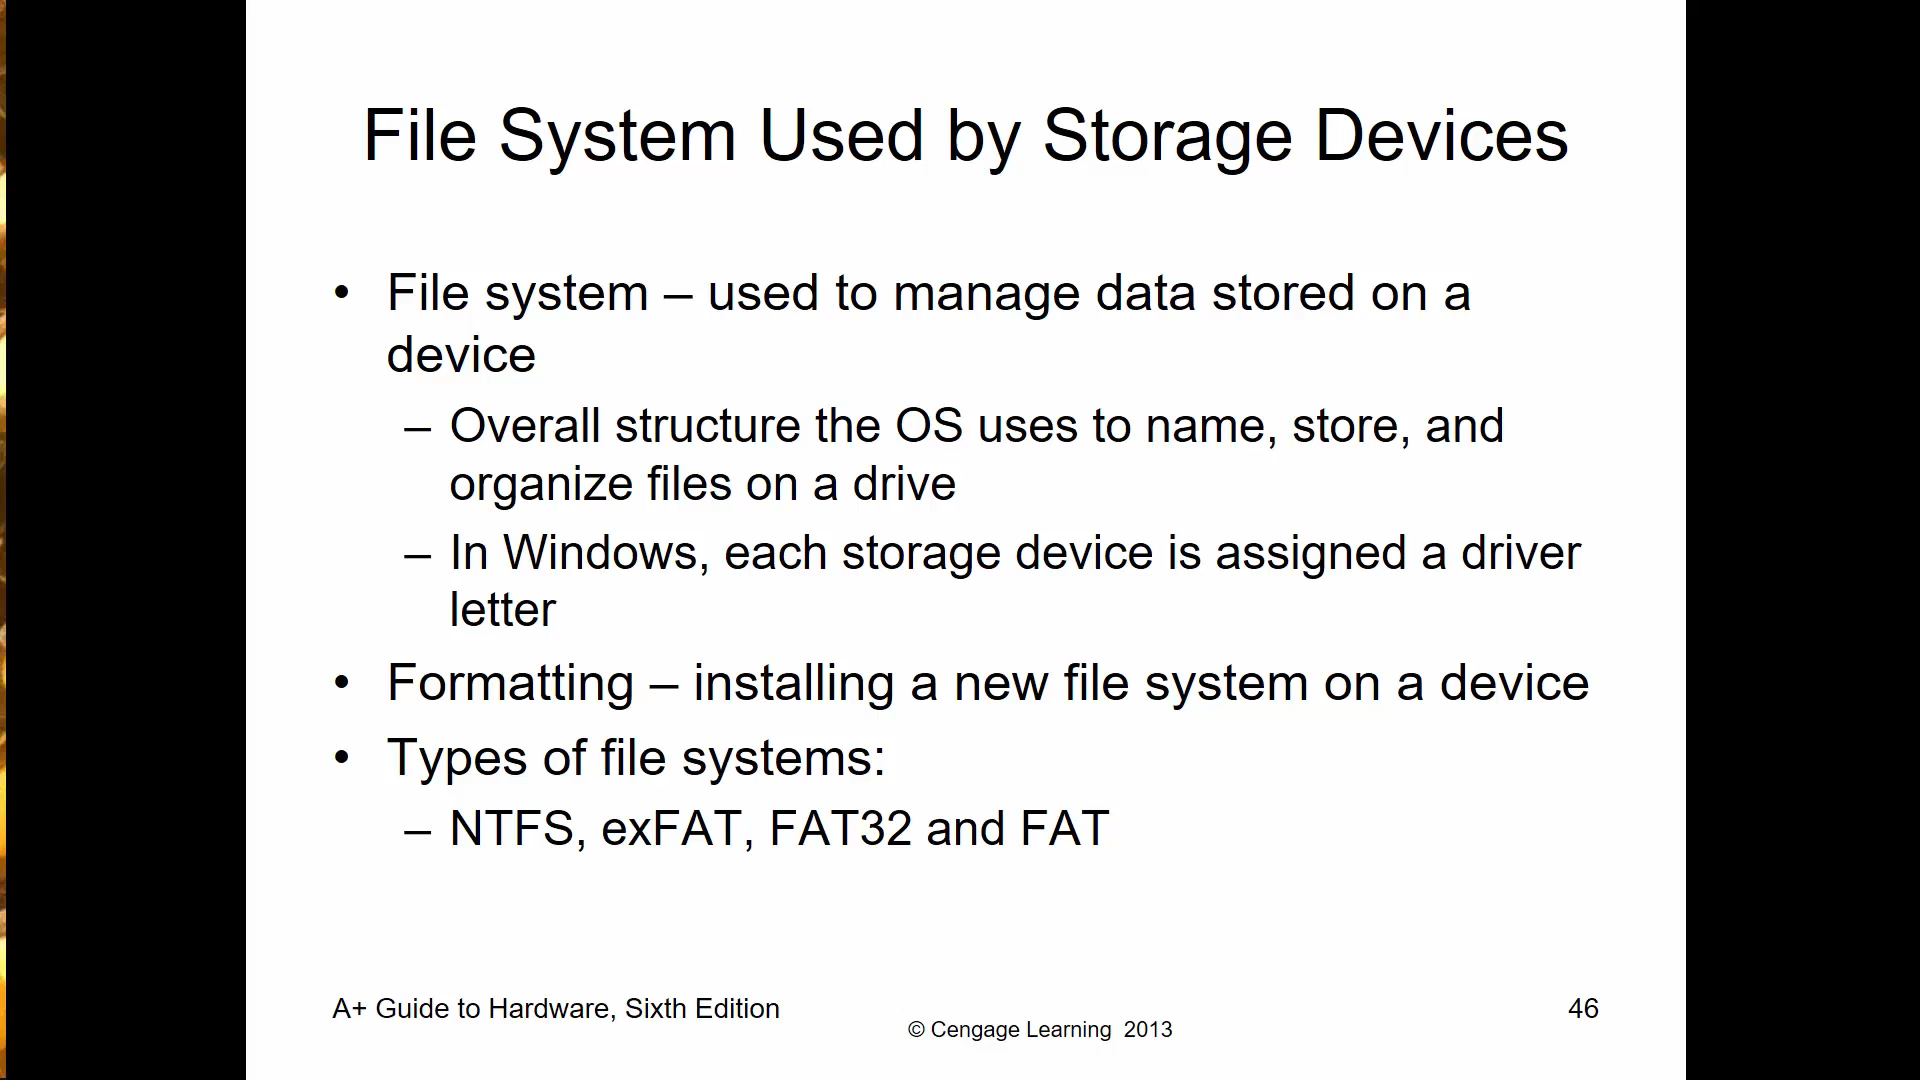 File System Used by Storage Devices
• File system – used to manage data stored on a
device
– Overall structure the OS uses to name, store, and
organize files on a drive
– In Windows, each storage device is assigned a driver
letter
• Formatting – installing a new file system on a device
• Types of file systems:
– NTFS, exFAT, FAT32 and FAT
A+ Guide to Hardware, Sixth Edition
© Cengage Learning 2013
46